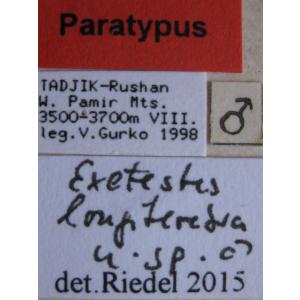 Paratypus
TADJIK-Rushan
W. Pamir Mts.
3500-3700m VIII.
leg.V.Gurko 1998
♂
Exetastes
longiterebra
n. sp. ♂
det.Riedel 2015